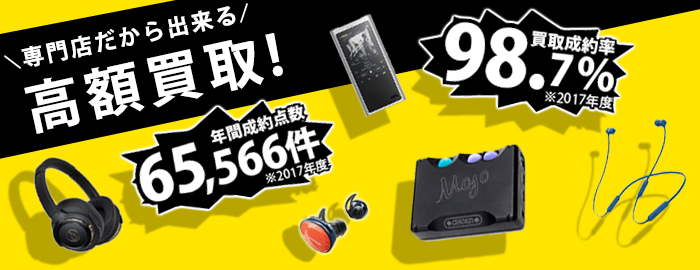 専門店だから出来る
高額買取!
買取成約率
98.7%
※2017年度
年間成約点数
65,566件
※2017年度
Mojo
CHORD